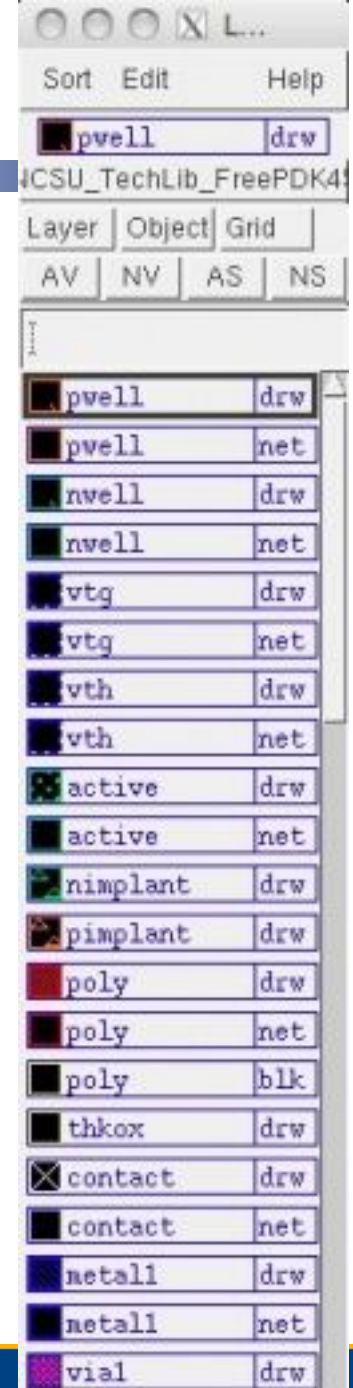 X L...
Sort Edit Help
pwell drw
NCSU_TechLib_FreePDK45
Layer Object Grid
AV NV AS NS
pwell drw
pwell net
nwell drw
nwell net
vtg drw
vtg net
vth drw
vth net
active drw
active net
nimplant drw
pimplant drw
poly drw
poly net
poly blk
thkox drw
contact drw
contact net
metal1 drw
metal1 net
via1 drw